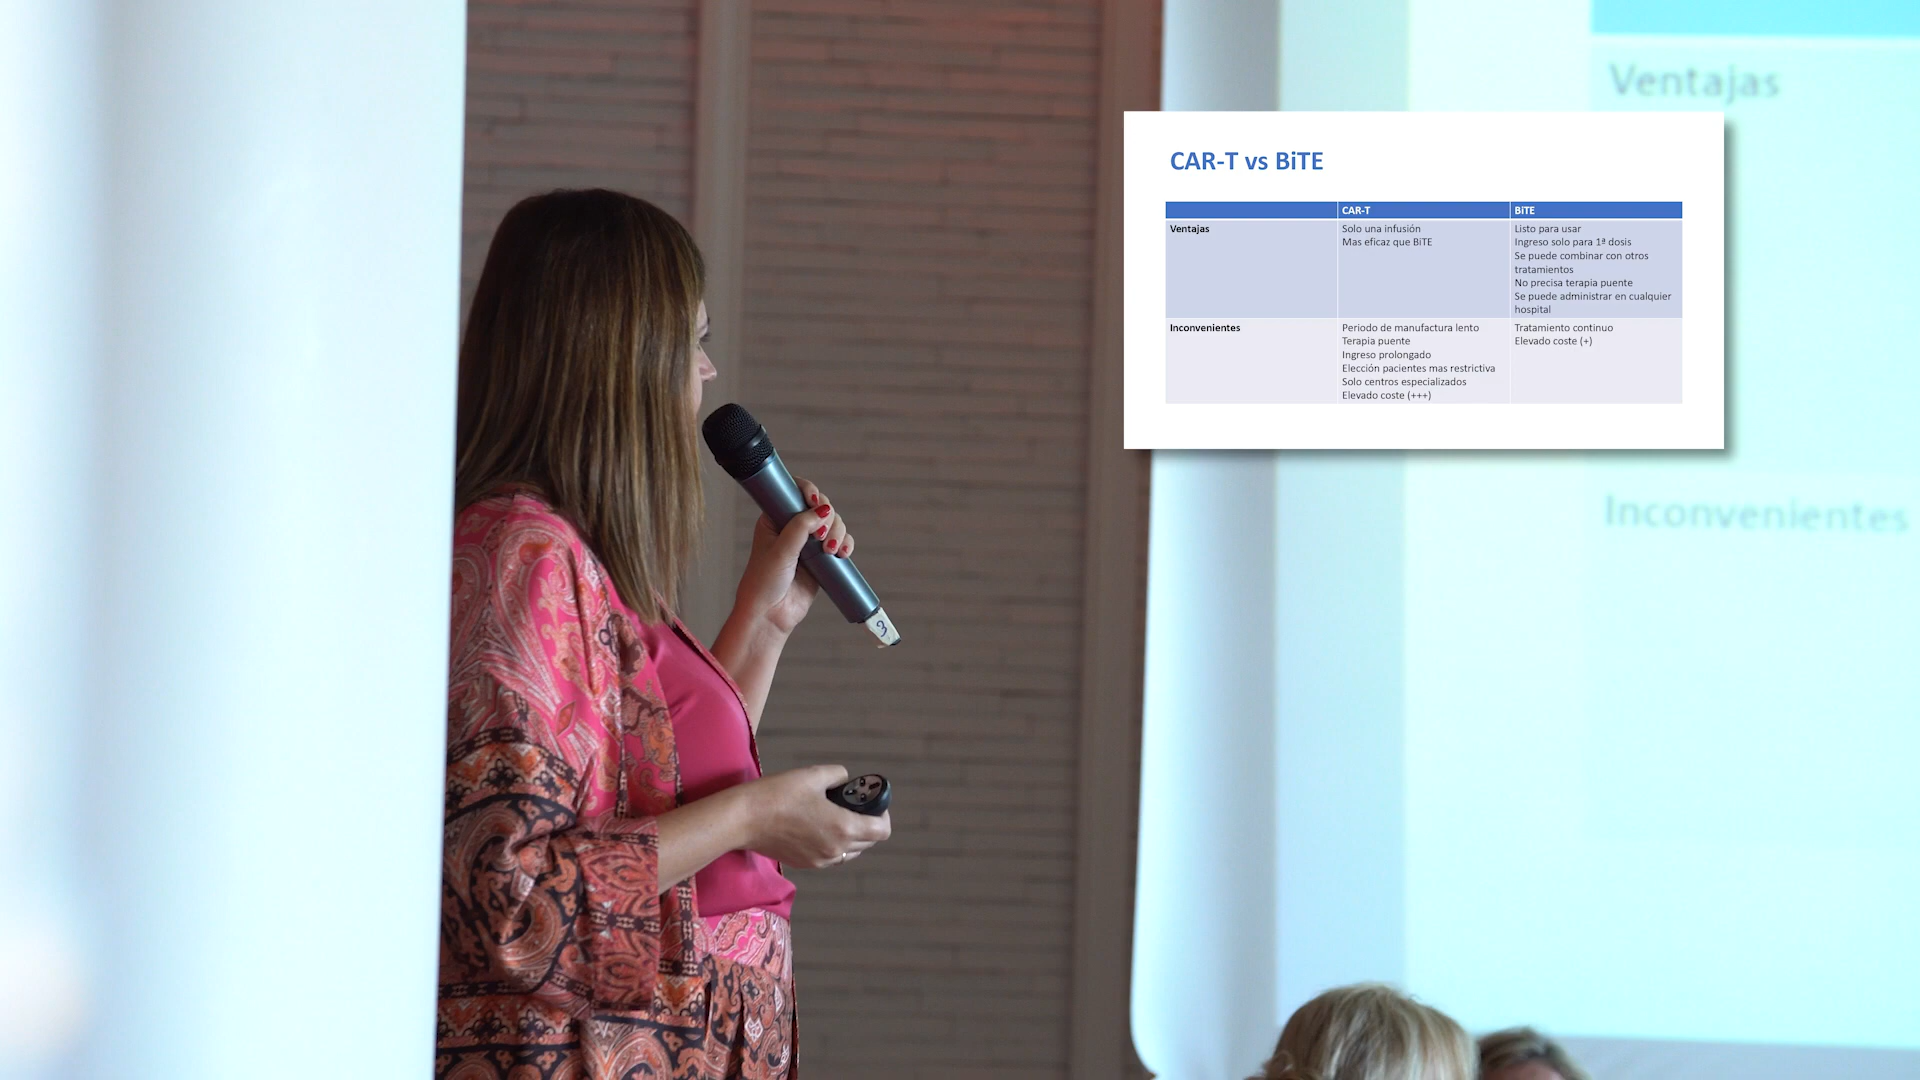 Ventajas
CAR-T vs BiTE
CAR-T
BiTE
Ventajas
Solo una infusión
Mas eficaz que BiTE
Listo para usar
Ingreso solo para 1ª dosis
Se puede combinar con otros
tratamientos
No precisa terapia puente
Se puede administrar en cualquier
hospital
Inconvenientes
Periodo de manufactura lento
Terapia puente
Ingreso prolongado
Elección pacientes mas restrictiva
Solo centros especializados
Elevado coste (+++)
Tratamiento continuo
Elevado coste (+)
Inconvenientes
3